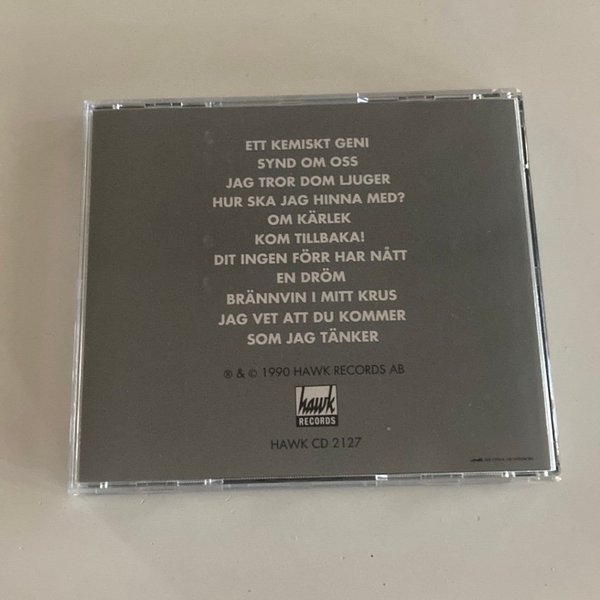 ETT KEMISKT GENI
SYND OM OSS
JAG TROR DOM LJUGER
HUR SKA JAG HINNA MED?
OM KÄRLEK
KOM TILLBAKA!
DIT INGEN FÖRR HAR NÅTT
EN DRÖM
BRÄNNVIN I MITT KRUS
JAG VET ATT DU KOMMER
SOM JAG TÄNKER
® & © 1990 HAWK RECORDS AB
hawk
RECORDS
HAWK CD 2127